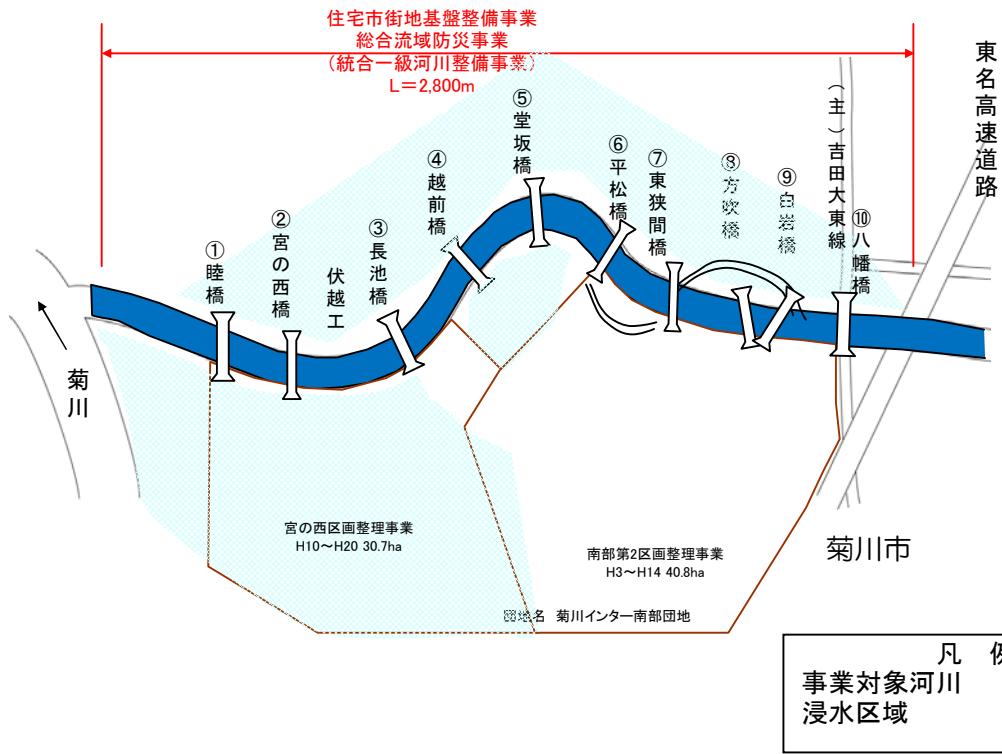 住宅市街地基盤整備事業
総合流域防災事業
(統合一級河川整備事業)
L=2,800m
東名高速道路
(主)吉田大東線
①睦橋
②宮の西橋
伏越工
③長池橋
④越前橋
⑤堂坂橋
⑥平松橋
⑦東狭間橋
⑧方吹橋
⑨白岩橋
⑩八幡橋
菊川
宮の西区画整理事業
H10～H20 30.7ha
南部第2区画整理事業
H3～H14 40.8ha
団地名 菊川インター南部団地
菊川市
凡 例
事業対象河川
浸水区域